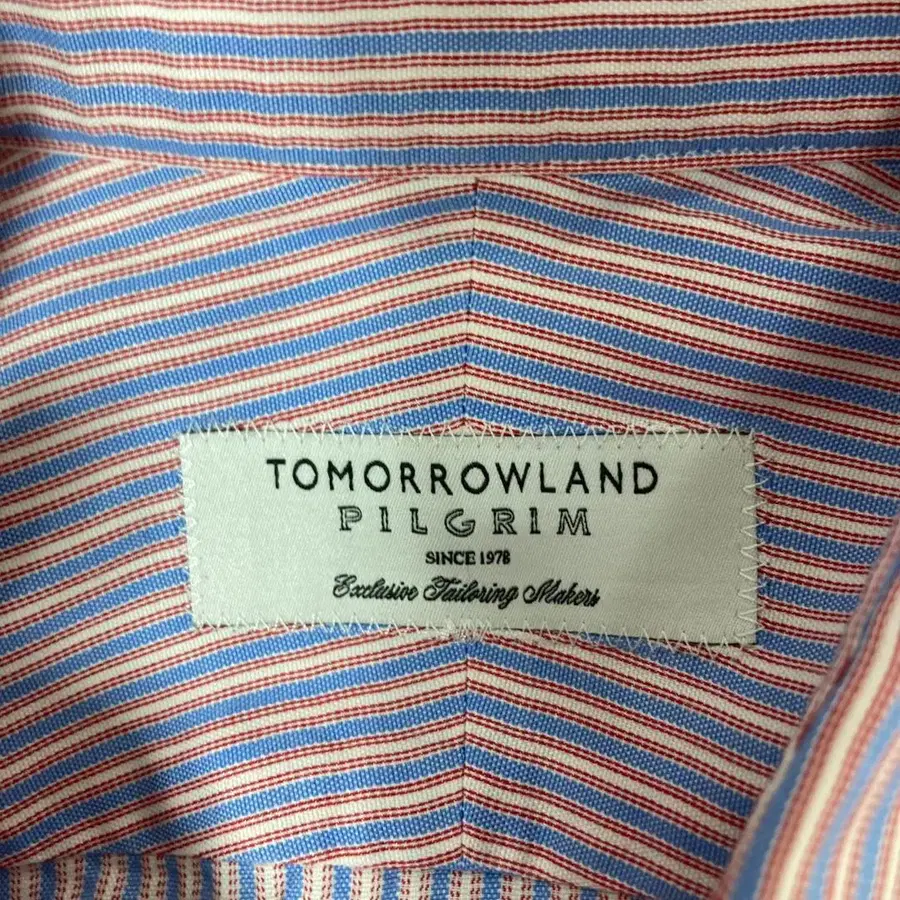 TOMORROWLAND
PILGRIM
SINCE 1978
Exclusive Tailoring Makers